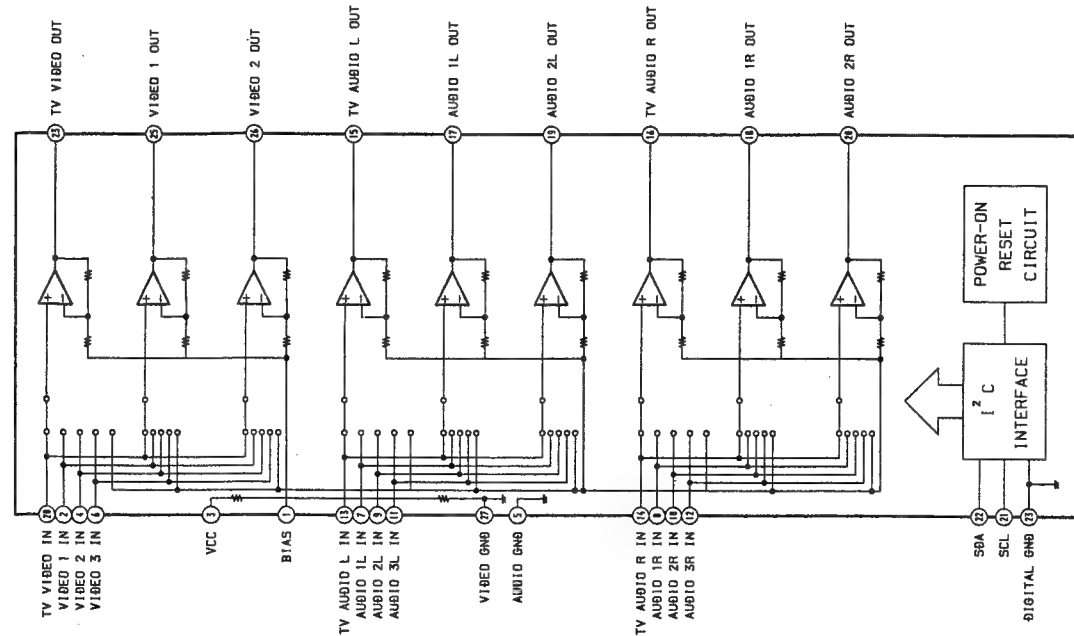 23 TV VIDEO OUT
25 VIDEO 1 OUT
26 VIDEO 2 OUT
15 TV AUDIO L OUT
17 AUDIO 1L OUT
19 AUDIO 2L OUT
16 TV AUDIO R OUT
18 AUDIO 1R OUT
20 AUDIO 2R OUT
POWER-ON
RESET
CIRCUIT
I² C
INTERFACE
TV VIDEO IN 28
VIDEO 1 IN 2
VIDEO 2 IN 4
VIDEO 3 IN 6
VCC 3
BIAS 1
TV AUDIO L IN 13
AUDIO 1L IN 7
AUDIO 2L IN 9
AUDIO 3L IN 11
VIDEO GND 27
AUDIO GND 5
TV AUDIO R IN 14
AUDIO 1R IN 8
AUDIO 2R IN 10
AUDIO 3R IN 12
SDA 22
SCL 21
DIGITAL GND